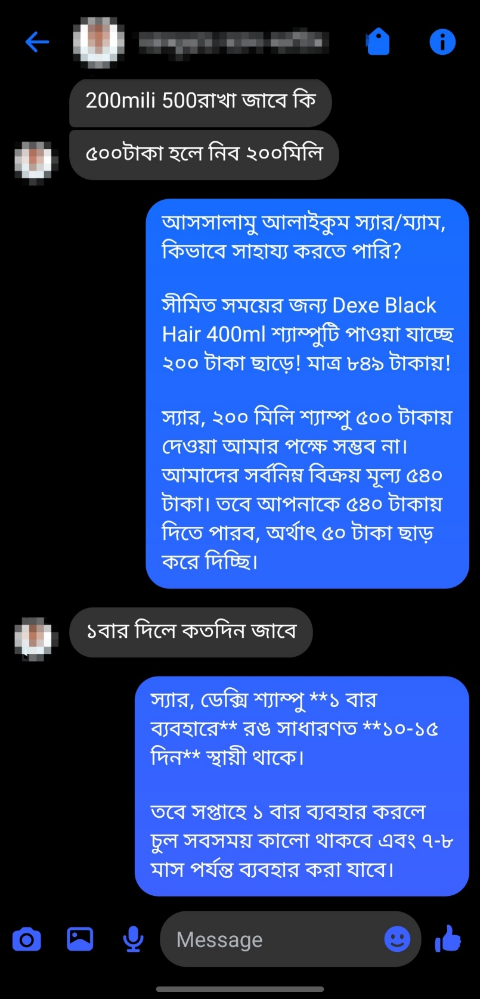 200mili 500রাখা জাবে কি
৫০০টাকা হলে নিব ২০০মিলি
আসসালামু আলাইকুম স্যার/ম্যাম,
কিভাবে সাহায্য করতে পারি?
সীমিত সময়ের জন্য Dexe Black
Hair 400ml শ্যাম্পুটি পাওয়া যাচ্ছে
২০০ টাকা ছাড়ে! মাত্র ৮৪৯ টাকায়!
স্যার, ২০০ মিলি শ্যাম্পু ৫০০ টাকায়
দেওয়া আমার পক্ষে সম্ভব না।
আমাদের সর্বনিম্ন বিক্রয় মূল্য ৫৪০
টাকা। তবে আপনাকে ৫৪০ টাকায়
দিতে পারব, অর্থাৎ ৫০ টাকা ছাড়
করে দিচ্ছি।
১বার দিলে কতদিন জাবে
স্যার, ডেক্সি শ্যাম্পু **১ বার
ব্যবহারে** রঙ সাধারণত **১০-১৫
দিন** স্থায়ী থাকে।
তবে সপ্তাহে ১ বার ব্যবহার করলে
চুল সবসময় কালো থাকবে এবং ৭-৮
মাস পর্যন্ত ব্যবহার করা যাবে।
Message